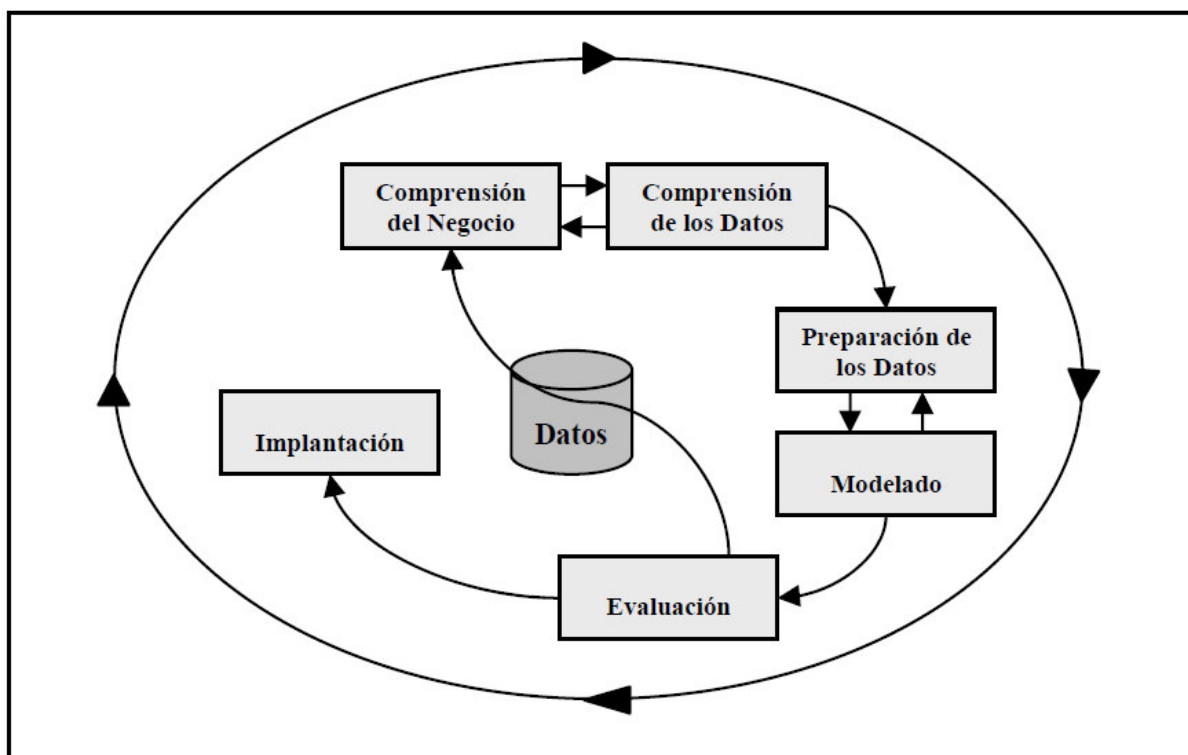 Comprensión
del Negocio
Comprensión
de los Datos
Preparación de
los Datos
Datos
Implantación
Modelado
Evaluación